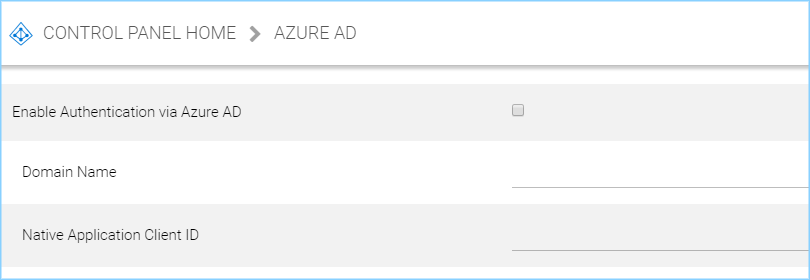 CONTROL PANEL HOME > AZURE AD
Enable Authentication via Azure AD
Domain Name
Native Application Client ID